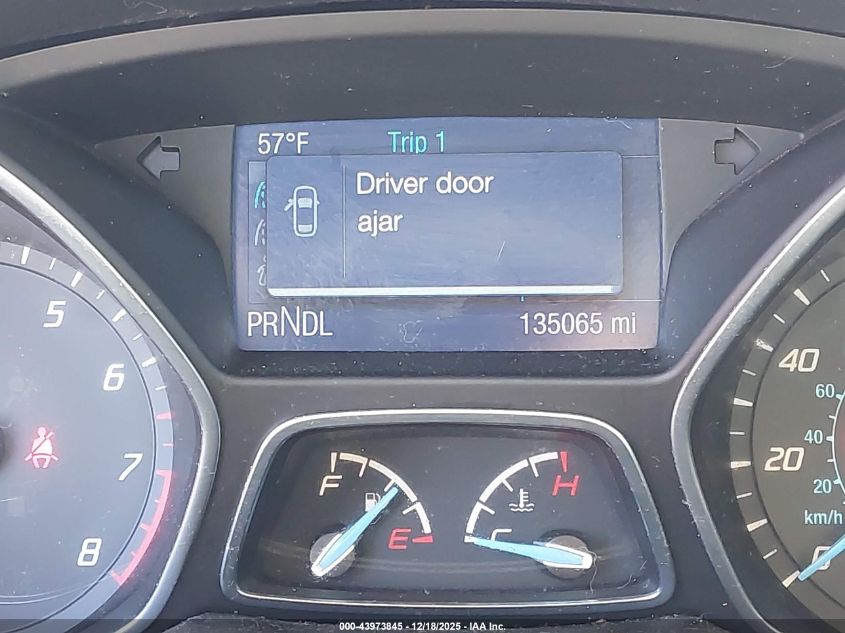 57°F Trip 1
Driver door
ajar
PRNDL 135065 mi
5
6
7
8
F
E
H
C
40
20
0
60
40
20
km/h
000-43973845 - 12/18/2025 - IAA Inc.